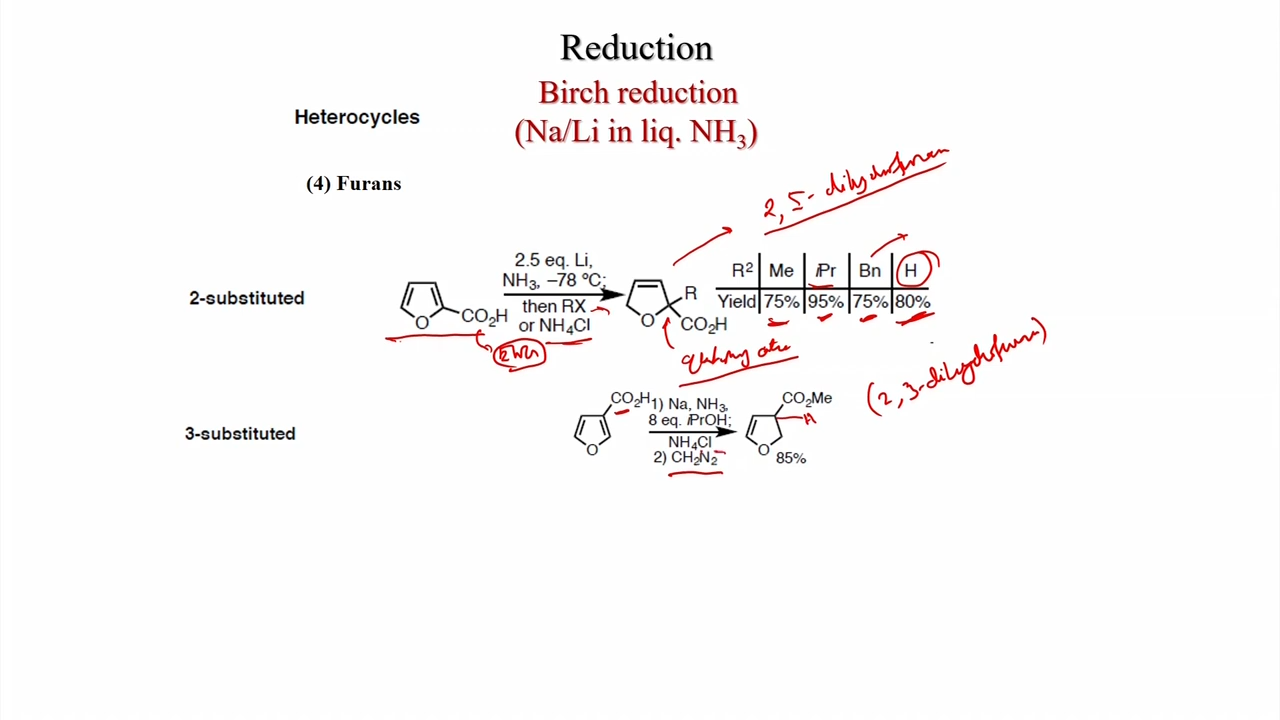 Reduction
Birch reduction
Heterocycles
(Na/Li in liq. NH₃)
(4) Furans
2,5-dihydrofuran
2-substituted
O
CO₂H
EWG
2.5 eq. Li,
NH₃, –78 ºC;
then RX
or NH₄Cl
O
R
CO₂H
R² Me iPr Bn H
Yield 75% 95% 75% 80%
(2,3-dihydrofuran)
3-substituted
CO₂H
O
1) Na, NH₃,
8 eq. iPrOH;
NH₄Cl
2) CH₂N₂
CO₂Me
H
O
85%